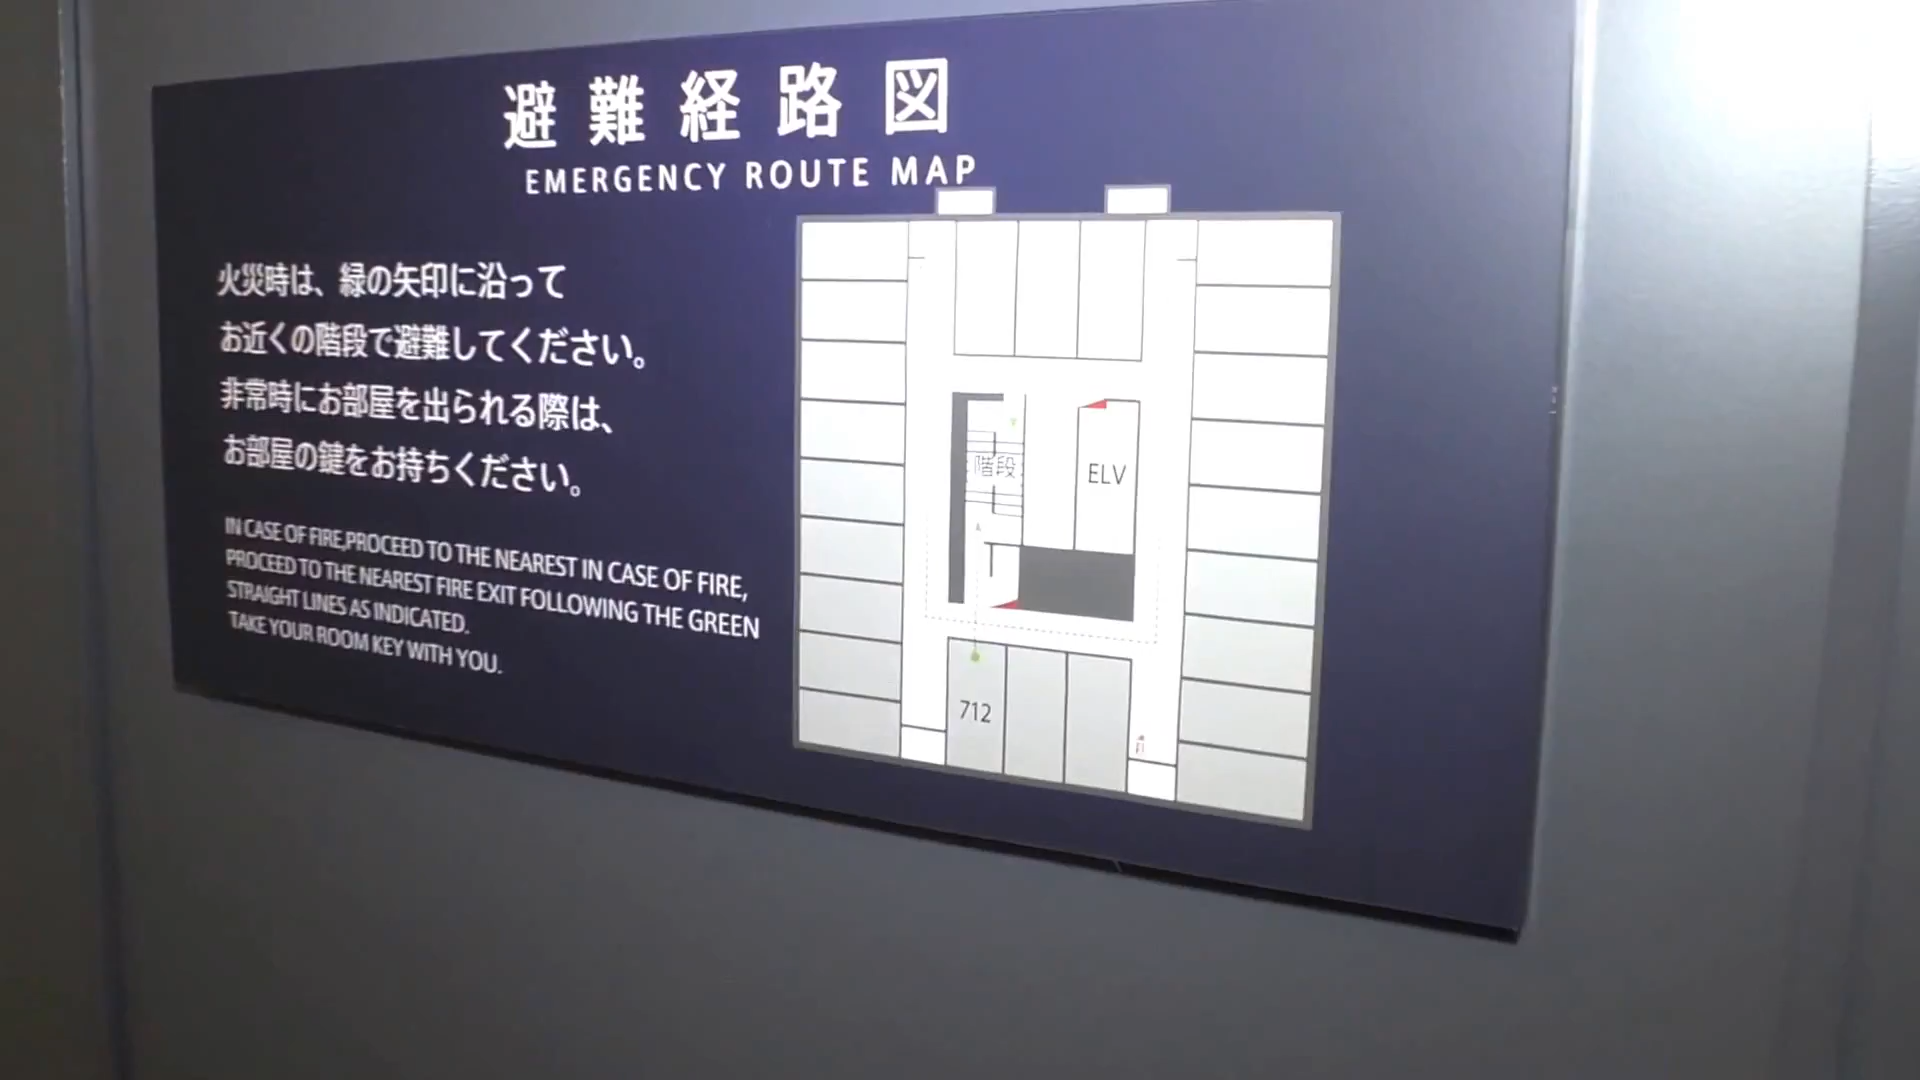 避難経路図
EMERGENCY ROUTE MAP
火災時は、緑の矢印に沿って
お近くの階段で避難してください。
非常時にお部屋を出られる際は、
お部屋の鍵をお持ちください。
IN CASE OF FIRE,PROCEED TO THE NEAREST IN CASE OF FIRE,
PROCEED TO THE NEAREST FIRE EXIT FOLLOWING THE GREEN
STRAIGHT LINES AS INDICATED.
TAKE YOUR ROOM KEY WITH YOU.
階段
ELV
712